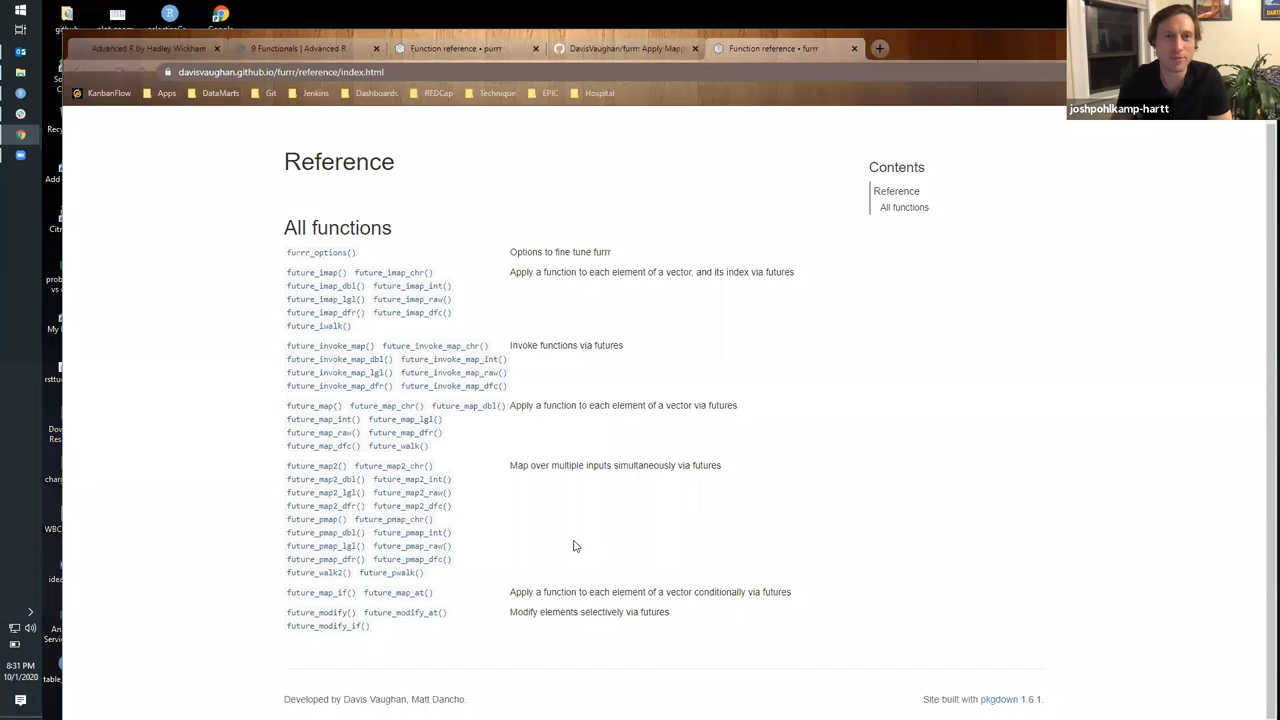 Advanced R by Hadley Wickham
9 Functionals | Advanced R
Function reference • purrr
DavisVaughan/furrr: Apply Mapp
Function reference • furrr
davisvaughan.github.io/furrr/reference/index.html
KanbanFlow
Apps
DataMarts
Git
Jenkins
Dashboards
REDCap
Technique
EPIC
Hospital
joshpohlkamp-hartt
Reference
Contents
Reference
All functions
All functions
furrr_options()
Options to fine tune furrr
future_imap() future_imap_chr()
Apply a function to each element of a vector, and its index via futures
future_imap_dbl() future_imap_int()
future_imap_lgl() future_imap_raw()
future_imap_dfr() future_imap_dfc()
future_iwalk()
future_invoke_map() future_invoke_map_chr()
Invoke functions via futures
future_invoke_map_dbl() future_invoke_map_int()
future_invoke_map_lgl() future_invoke_map_raw()
future_invoke_map_dfr() future_invoke_map_dfc()
future_map() future_map_chr() future_map_dbl()
Apply a function to each element of a vector via futures
future_map_int() future_map_lgl()
future_map_raw() future_map_dfr()
future_map_dfc() future_walk()
future_map2() future_map2_chr()
Map over multiple inputs simultaneously via futures
future_map2_dbl() future_map2_int()
future_map2_lgl() future_map2_raw()
future_map2_dfr() future_map2_dfc()
future_pmap() future_pmap_chr()
future_pmap_dbl() future_pmap_int()
future_pmap_lgl() future_pmap_raw()
future_pmap_dfr() future_pmap_dfc()
future_walk2() future_pwalk()
future_map_if() future_map_at()
Apply a function to each element of a vector conditionally via futures
future_modify() future_modify_at()
Modify elements selectively via futures
future_modify_if()
Developed by Davis Vaughan, Matt Dancho.
Site built with pkgdown 1.6.1.
8:31 PM
10/1/2020